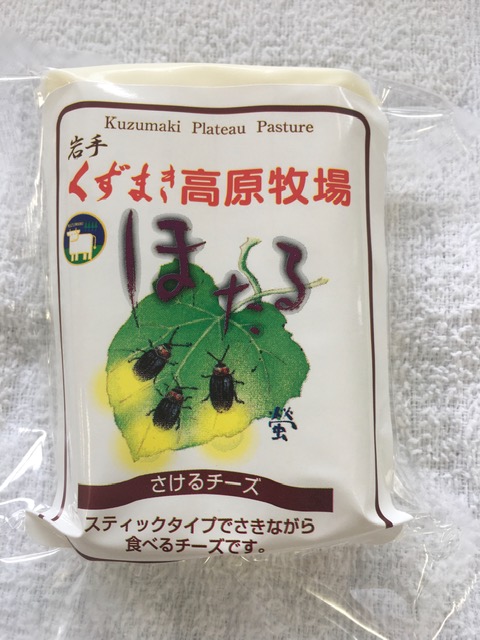 Kuzumaki Plateau Pasture
岩手
くずまき高原牧場
ほたる
螢
さけるチーズ
スティックタイプでさきながら
食べるチーズです。